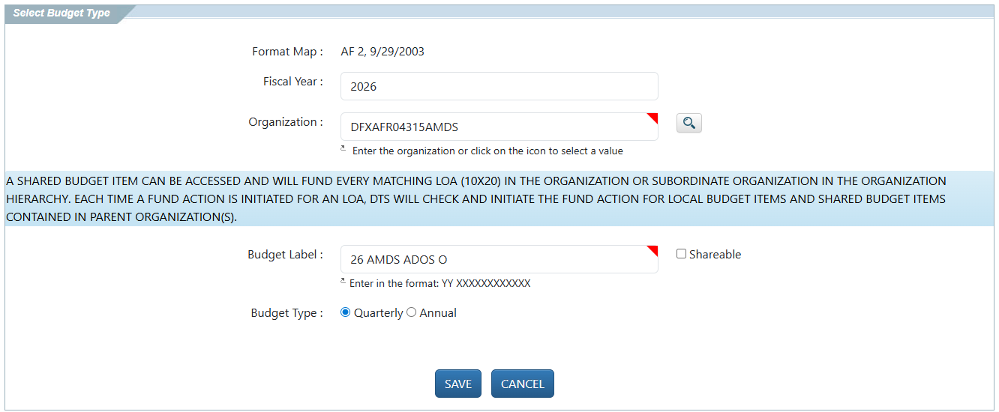 Select Budget Type
Format Map : AF 2, 9/29/2003
Fiscal Year : 2026
Organization : DFXAFR04315AMDS
Enter the organization or click on the icon to select a value
A SHARED BUDGET ITEM CAN BE ACCESSED AND WILL FUND EVERY MATCHING LOA (10X20) IN THE ORGANIZATION OR SUBORDINATE ORGANIZATION IN THE ORGANIZATION
HIERARCHY. EACH TIME A FUND ACTION IS INITIATED FOR AN LOA, DTS WILL CHECK AND INITIATE THE FUND ACTION FOR LOCAL BUDGET ITEMS AND SHARED BUDGET ITEMS
CONTAINED IN PARENT ORGANIZATION(S).
Budget Label : 26 AMDS ADOS O Shareable
Enter in the format: YY XXXXXXXXXXXX
Budget Type : Quarterly Annual
SAVE CANCEL